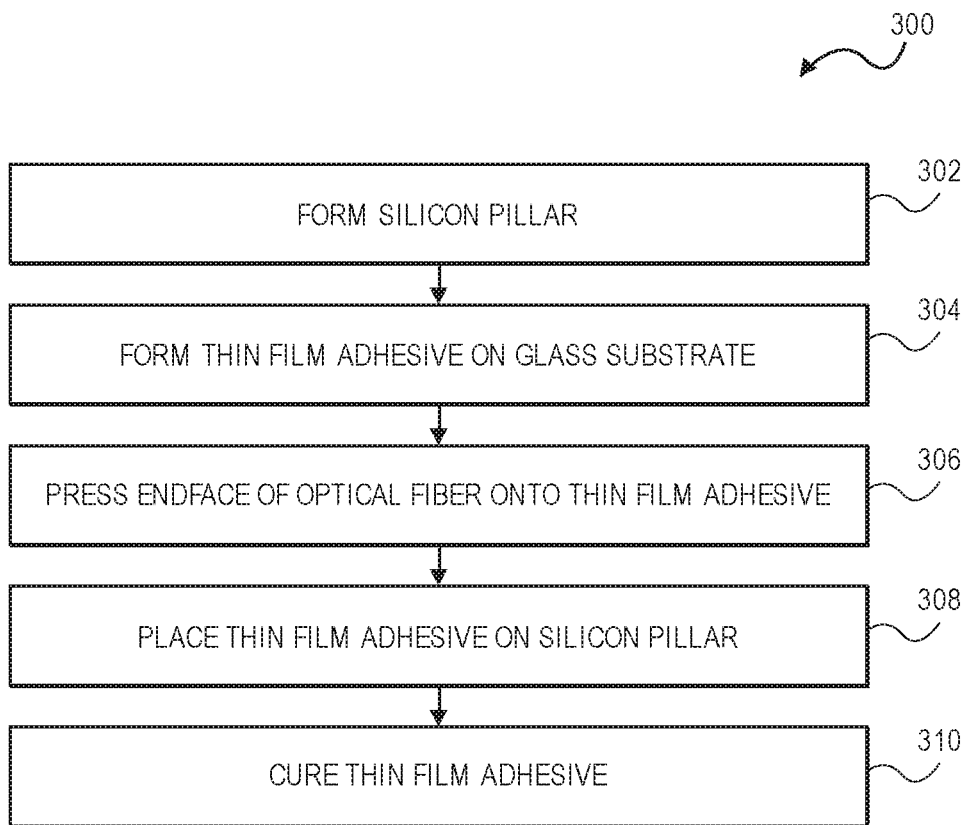 300
302
FORM SILICON PILLAR
304
FORM THIN FILM ADHESIVE ON GLASS SUBSTRATE
306
PRESS ENDFACE OF OPTICAL FIBER ONTO THIN FILM ADHESIVE
308
PLACE THIN FILM ADHESIVE ON SILICON PILLAR
310
CURE THIN FILM ADHESIVE